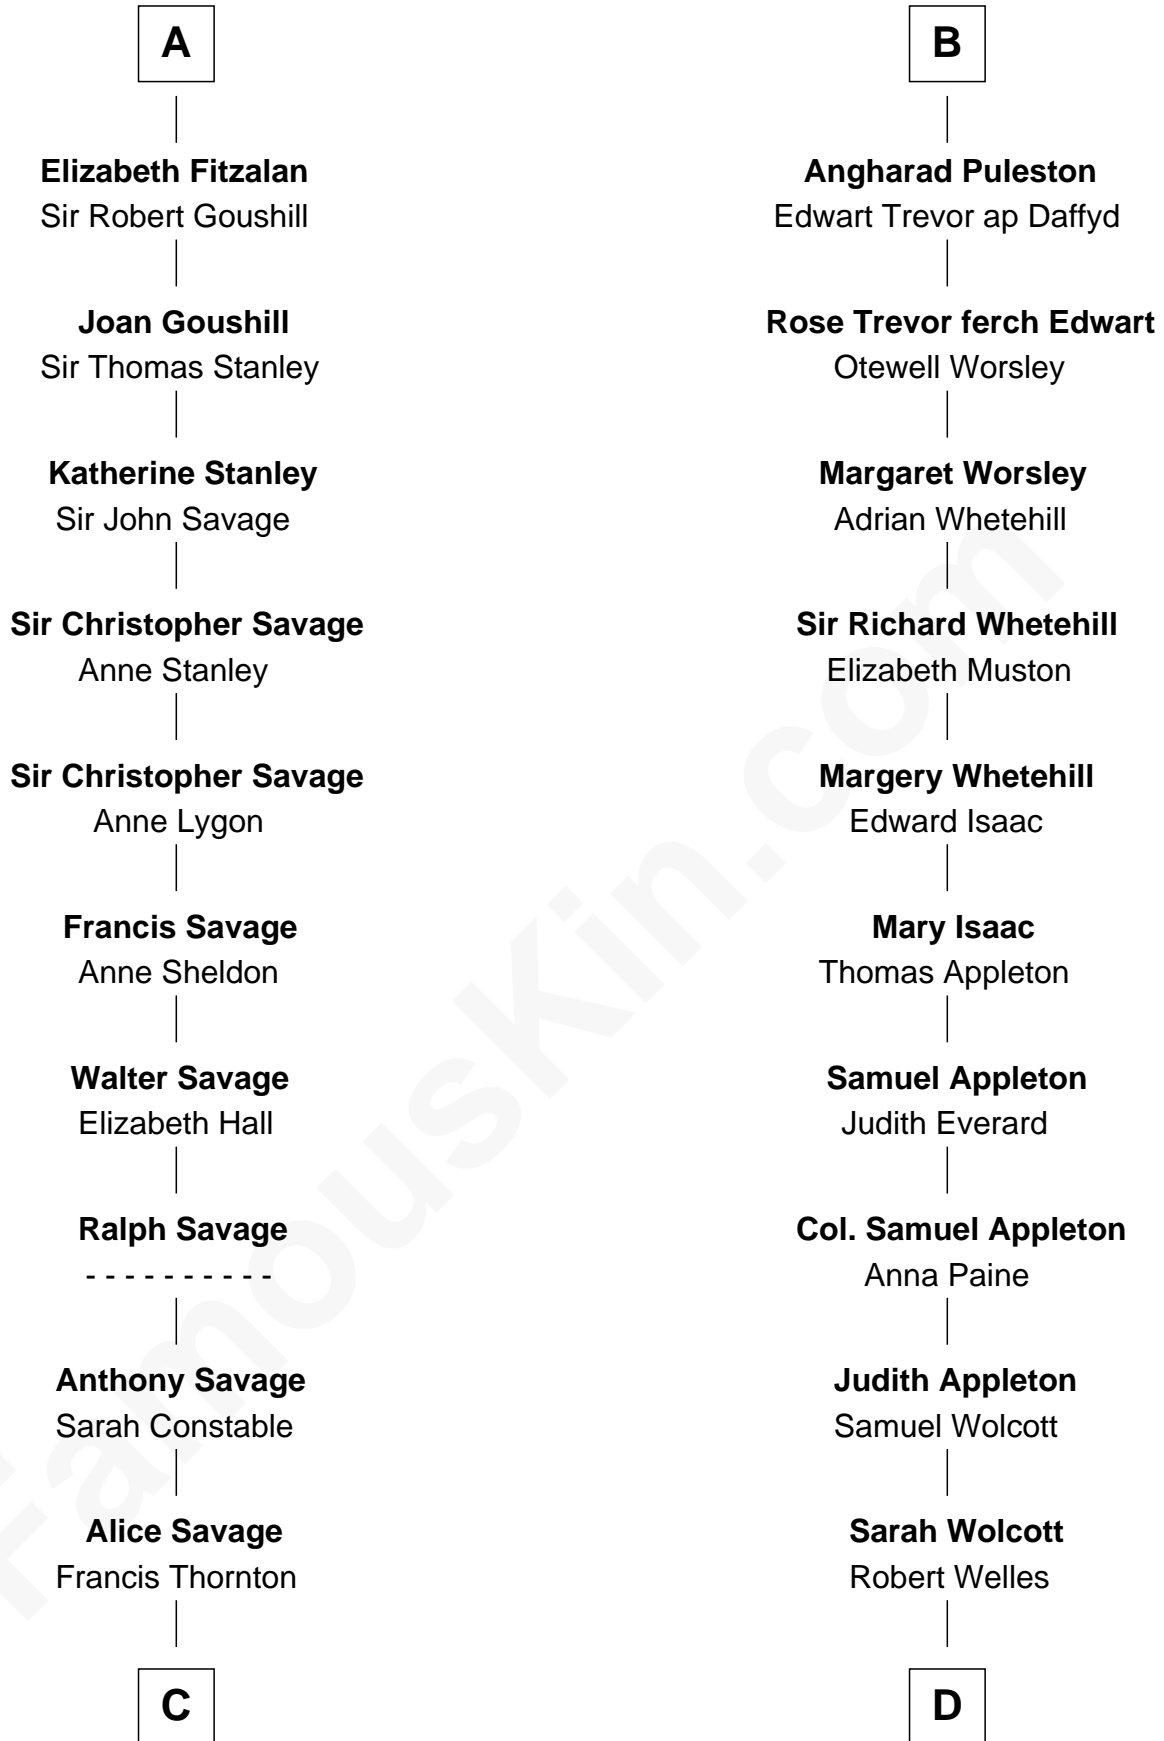 A
Elizabeth Fitzalan
Sir Robert Goushill
Joan Goushill
Sir Thomas Stanley
Katherine Stanley
Sir John Savage
Sir Christopher Savage
Anne Stanley
Sir Christopher Savage
Anne Lygon
Francis Savage
Anne Sheldon
Walter Savage
Elizabeth Hall
Ralph Savage
- - - - - - - - - -
Anthony Savage
Sarah Constable
Alice Savage
Francis Thornton
C
B
Angharad Puleston
Edwart Trevor ap Daffyd
Rose Trevor ferch Edwart
Otewell Worsley
Margaret Worsley
Adrian Whetehill
Sir Richard Whetehill
Elizabeth Muston
Margery Whetehill
Edward Isaac
Mary Isaac
Thomas Appleton
Samuel Appleton
Judith Everard
Col. Samuel Appleton
Anna Paine
Judith Appleton
Samuel Wolcott
Sarah Wolcott
Robert Welles
D
FamousKin.com